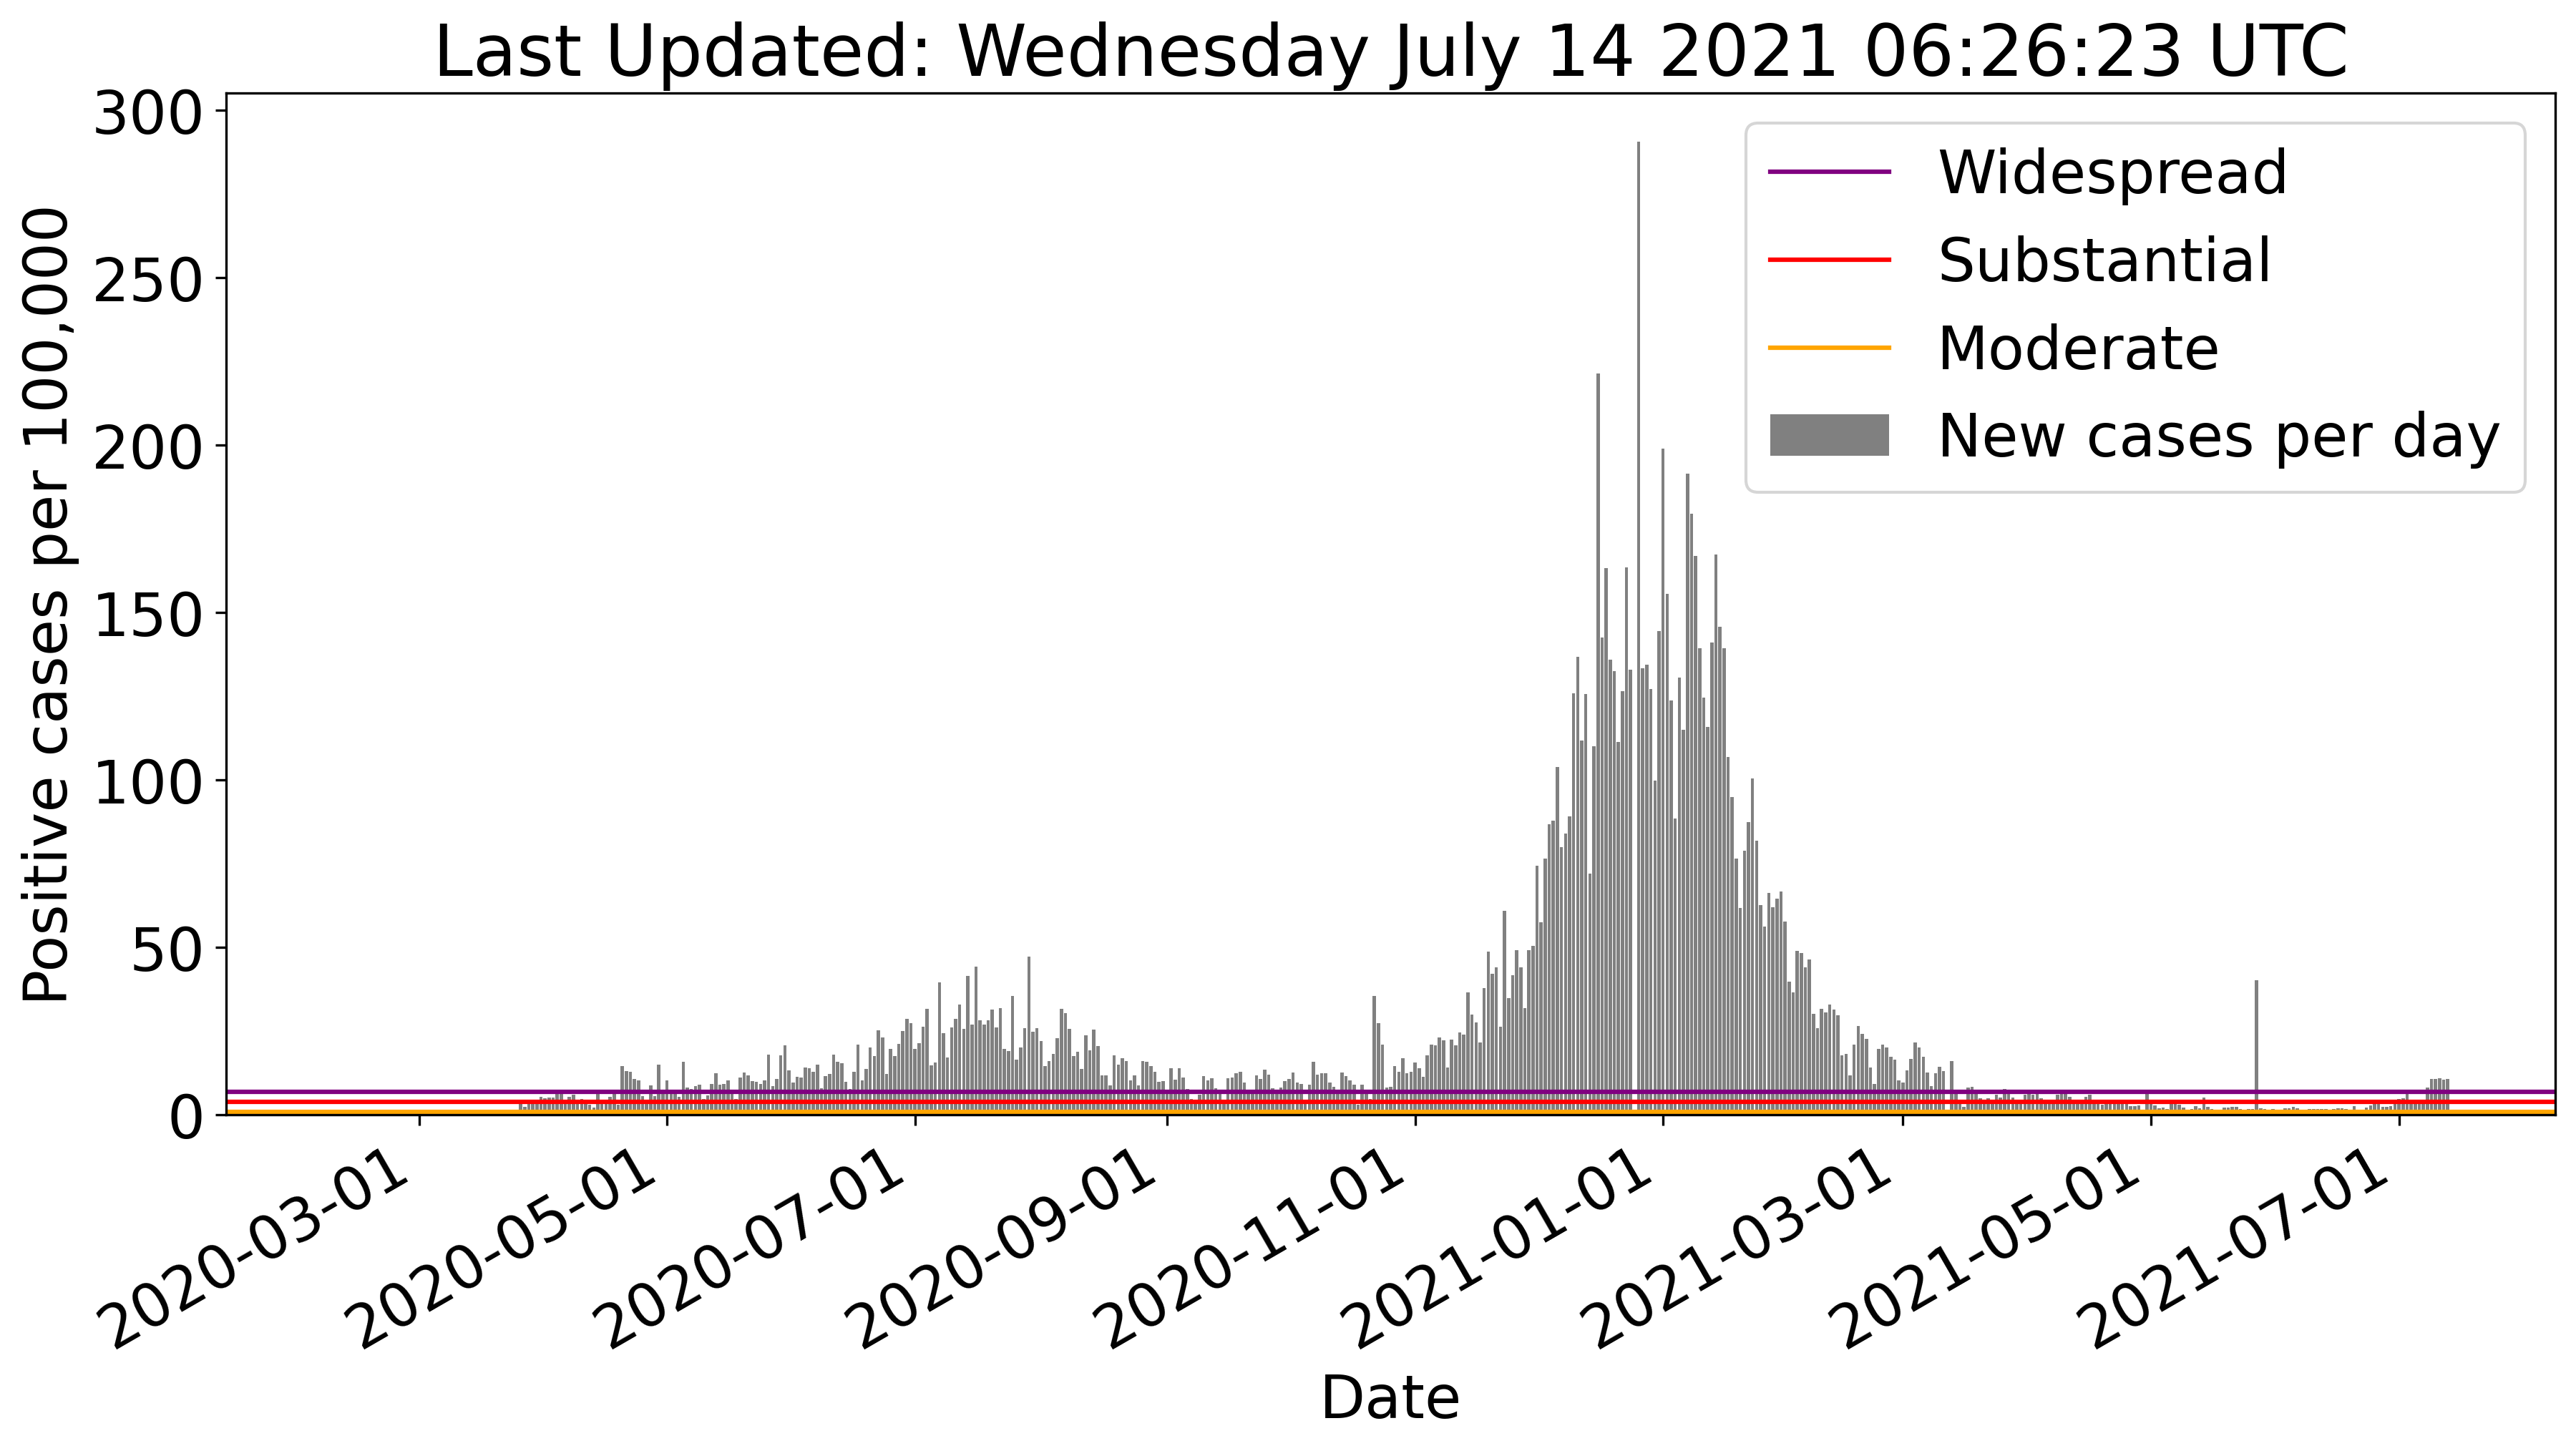 Last Updated: Wednesday July 14 2021 06:26:23 UTC
300
250
200
150
100
50
0
Positive cases per 100,000
Widespread
Substantial
Moderate
New cases per day
2020-03-01
2020-05-01
2020-07-01
2020-09-01
2020-11-01
2021-01-01
2021-03-01
2021-05-01
2021-07-01
Date